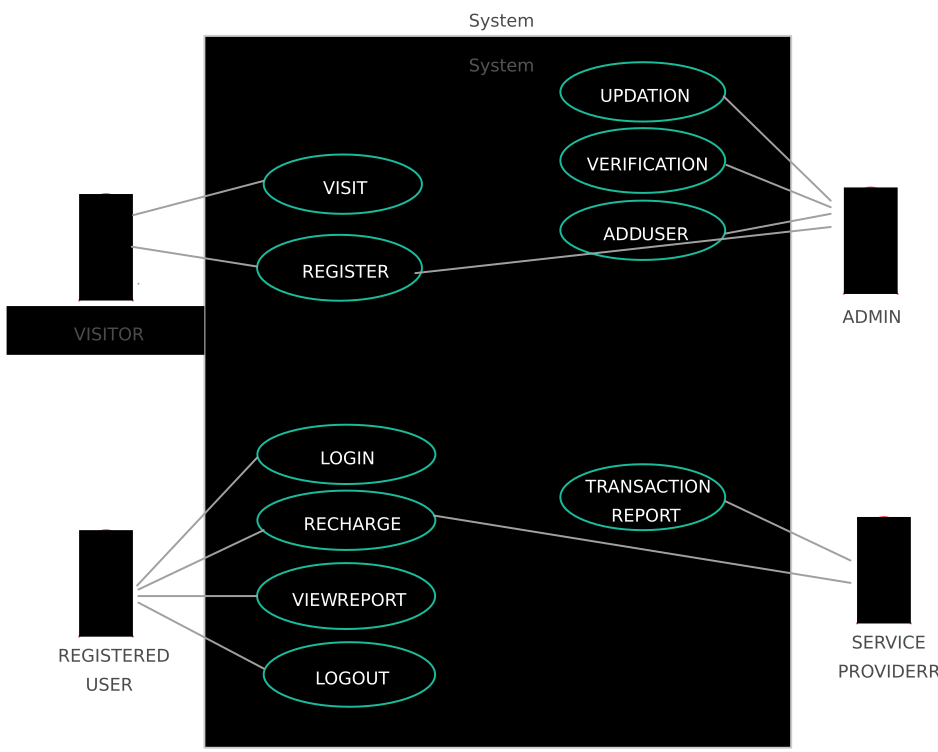 System
System
UPDATION
VERIFICATION
VISIT
ADDUSER
REGISTER
ADMIN
VISITOR
LOGIN
TRANSACTION
REPORT
RECHARGE
VIEWREPORT
REGISTERED
USER
SERVICE
PROVIDERR
LOGOUT